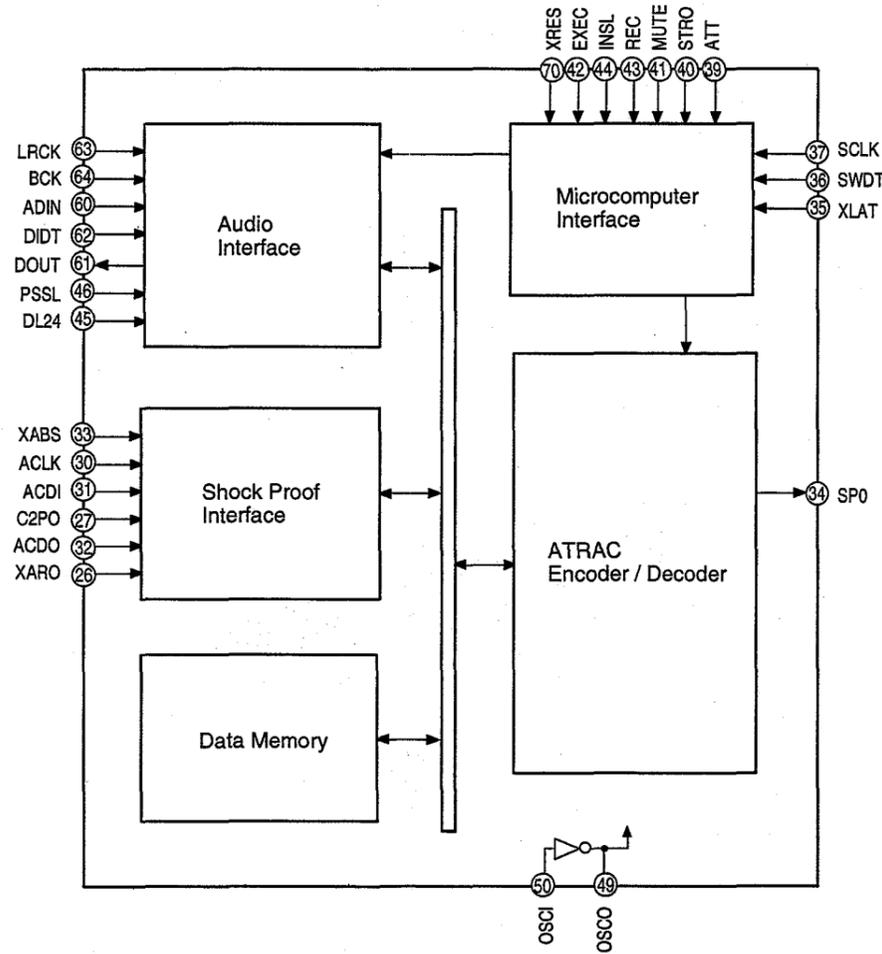 XRES
EXEC
INSL
REC
MUTE
STRO
ATT
70
42
44
43
41
40
39
LRCK 63
BCK 64
ADIN 60
DIDT 62
DOUT 61
PSSL 46
DL24 45
Audio
Interface
Microcomputer
Interface
37 SCLK
36 SWDT
35 XLAT
XABS 33
ACLK 30
ACDI 31
C2PO 27
ACDO 32
XARO 26
Shock Proof
Interface
ATRAC
Encoder / Decoder
34 SP0
Data Memory
50
49
OSCI
OSCO